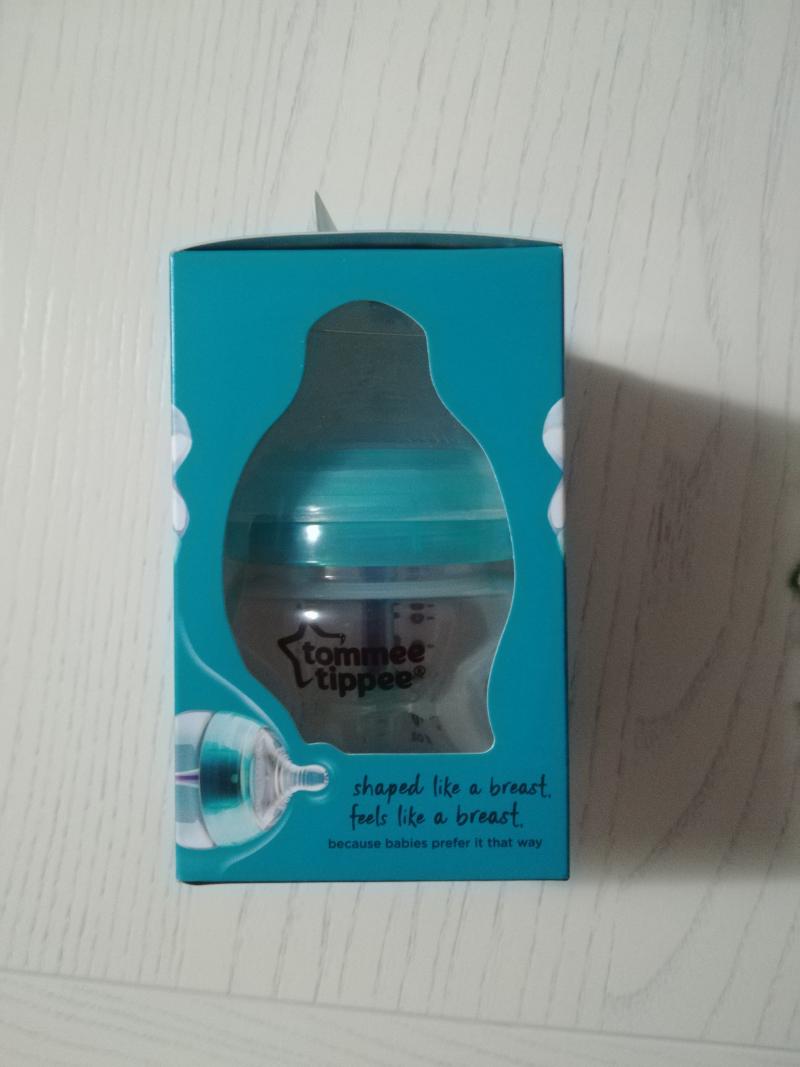 tommee
tippee®
shaped like a breast.
feels like a breast.
because babies prefer it that way